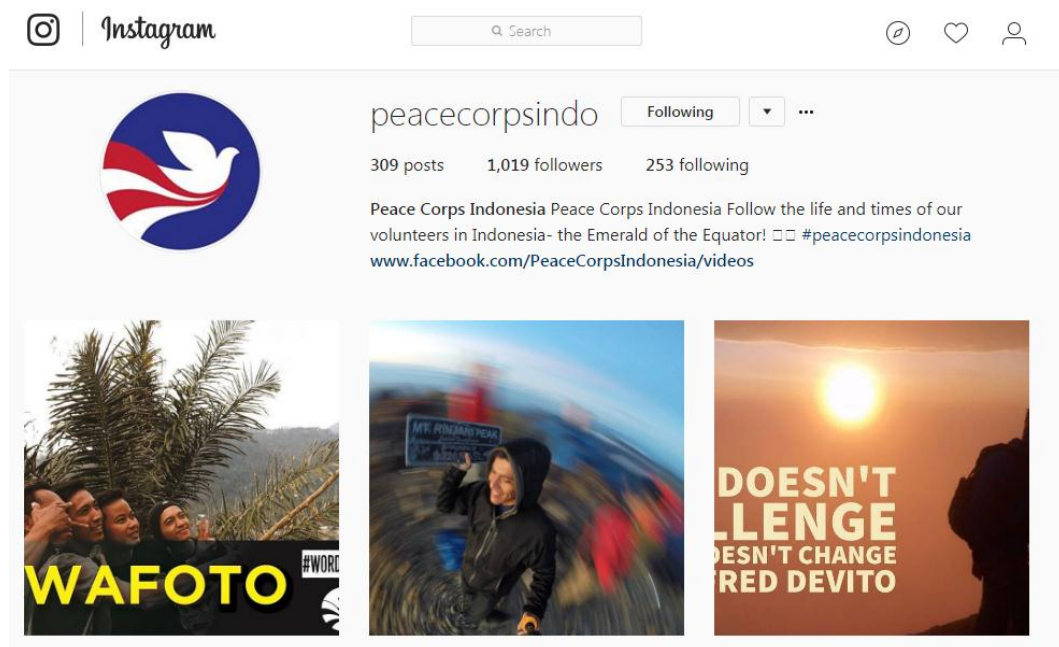 Instagram
Search
peacecorpsindo Following
309 posts 1,019 followers 253 following
Peace Corps Indonesia Peace Corps Indonesia Follow the life and times of our
volunteers in Indonesia- the Emerald of the Equator! #peacecorpsindonesia
www.facebook.com/PeaceCorpsIndonesia/videos
#WORD
WAFOTO
MT. RINJANI PEAK
DOESN'T
LLENGE
DESN'T CHANGE
FRED DEVITO